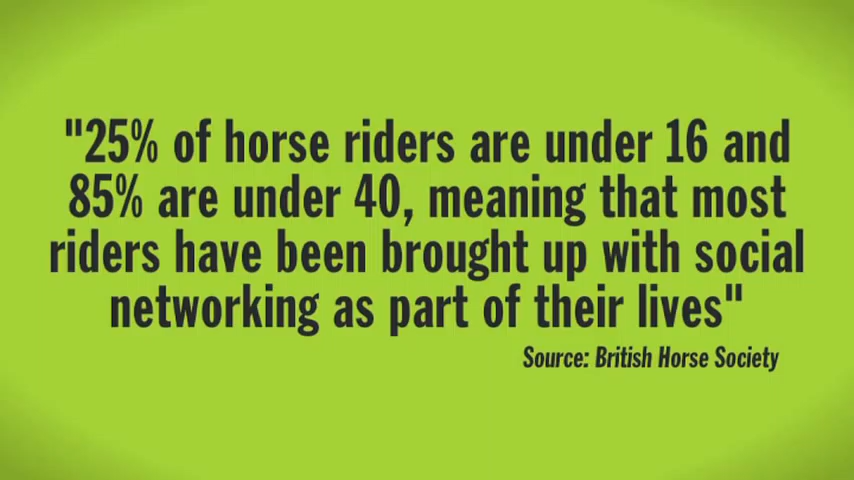 "25% of horse riders are under 16 and
85% are under 40, meaning that most
riders have been brought up with social
networking as part of their lives"
Source: British Horse Society